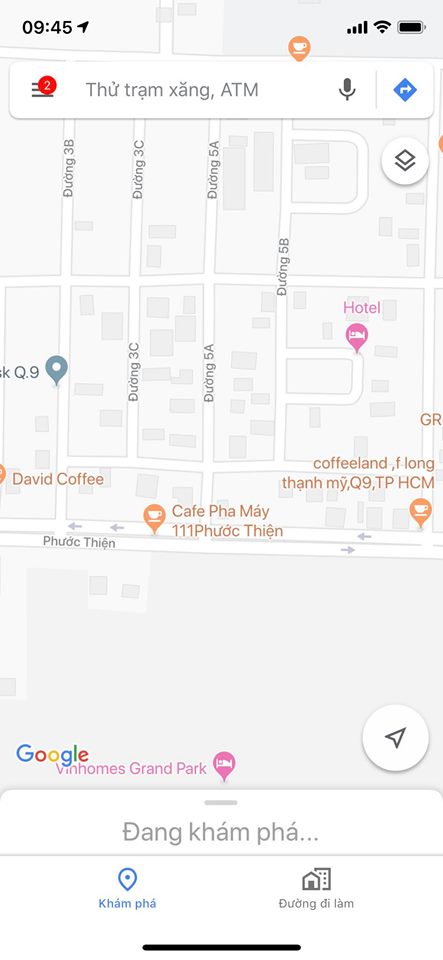 09:45
2
Thử trạm xăng, ATM
Đường 3B
Đường 3C
Đường 5A
Đường 5B
Hotel
Đường 3C
Đường 5A
sk Q.9
GR
coffeeland ,f long
thạnh mỹ,Q9,TP HCM
David Coffee
Cafe Pha Máy
111Phước Thiện
Phước Thiện
Google
Vinhomes Grand Park
Đang khám phá...
Khám phá
Đường đi làm